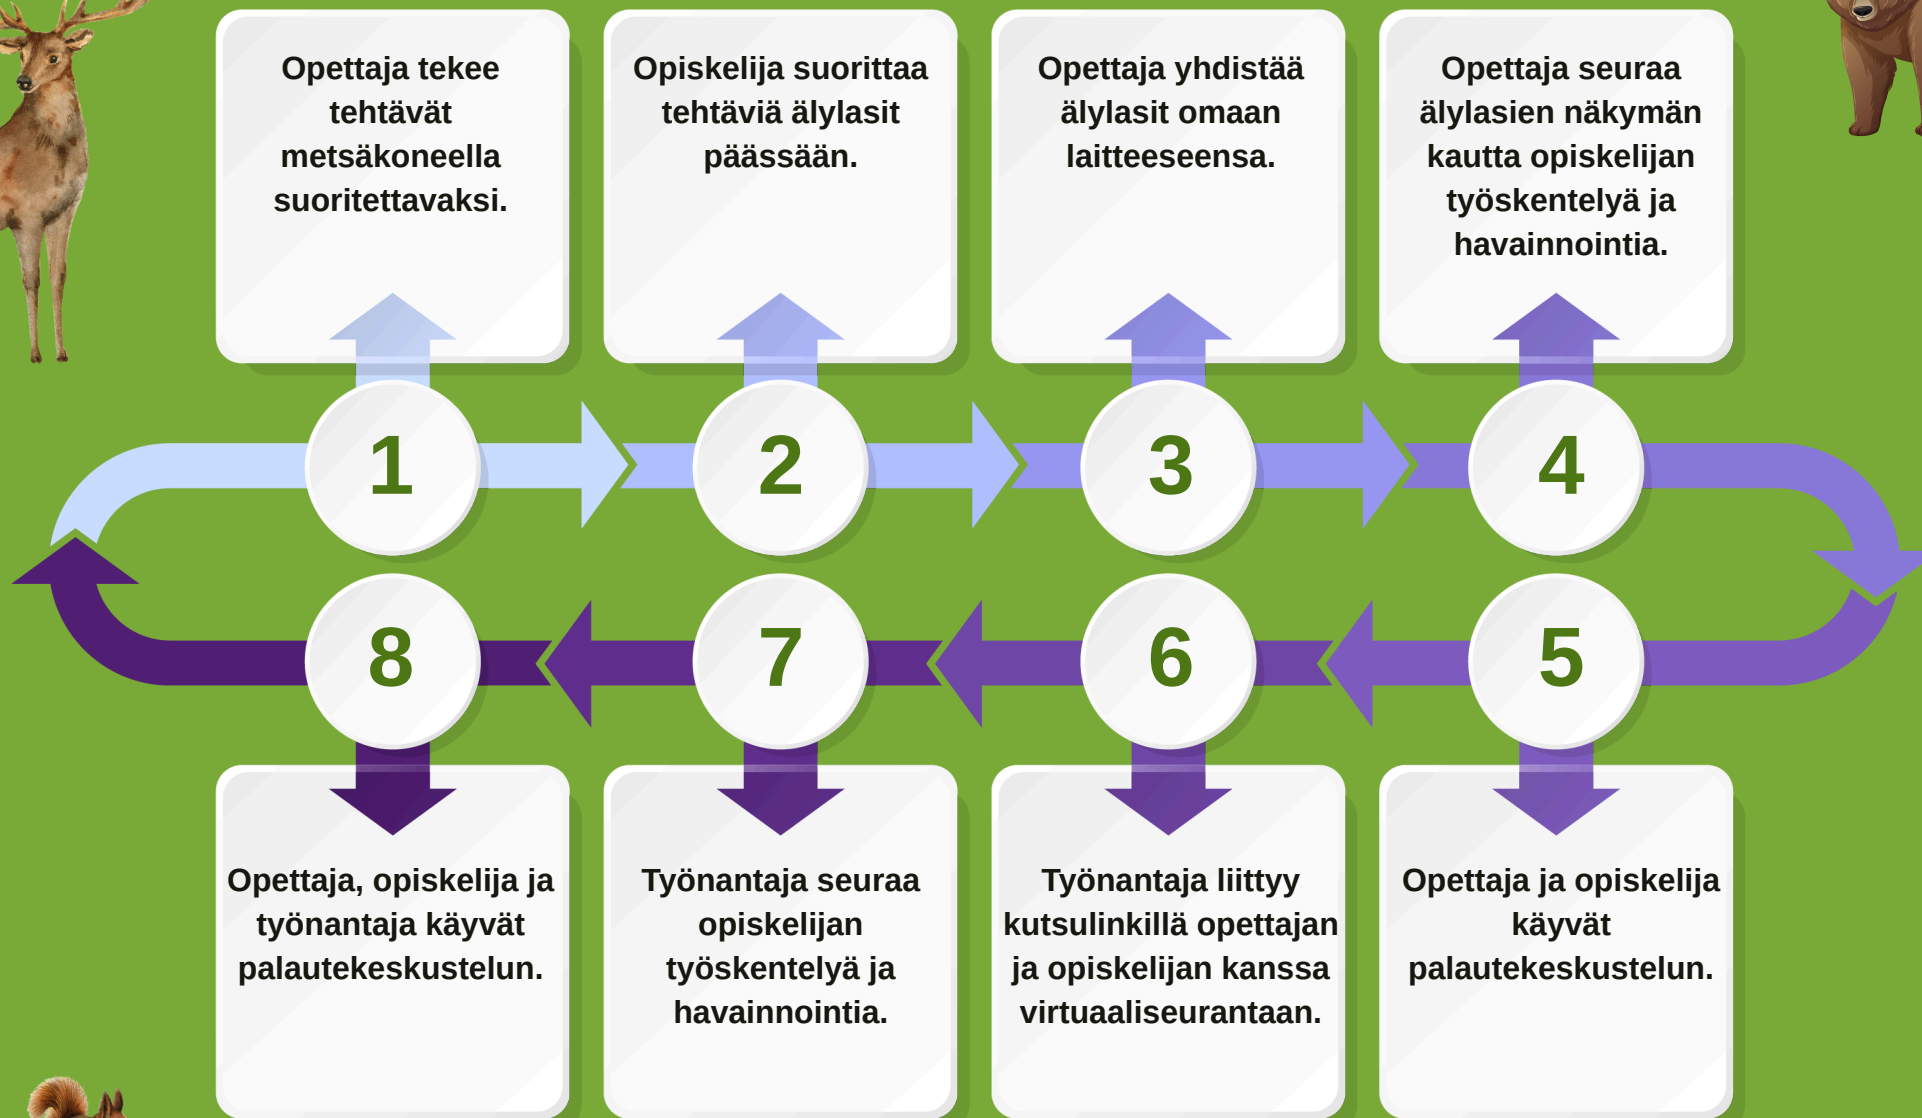 Opettaja tekee
tehtävät
metsäkoneella
suoritettavaksi.
Opiskelija suorittaa
tehtäviä älylasit
päässään.
Opettaja yhdistää
älylasit omaan
laitteeseensa.
Opettaja seuraa
älylasien näkymän
kautta opiskelijan
työskentelyä ja
havainnointia.
1
2
3
4
8
7
6
5
Opettaja, opiskelija ja
työnantaja käyvät
palautekeskustelun.
Työnantaja seuraa
opiskelijan
työskentelyä ja
havainnointia.
Työnantaja liittyy
kutsulinkillä opettajan
ja opiskelijan kanssa
virtuaaliseurantaan.
Opettaja ja opiskelija
käyvät
palautekeskustelun.